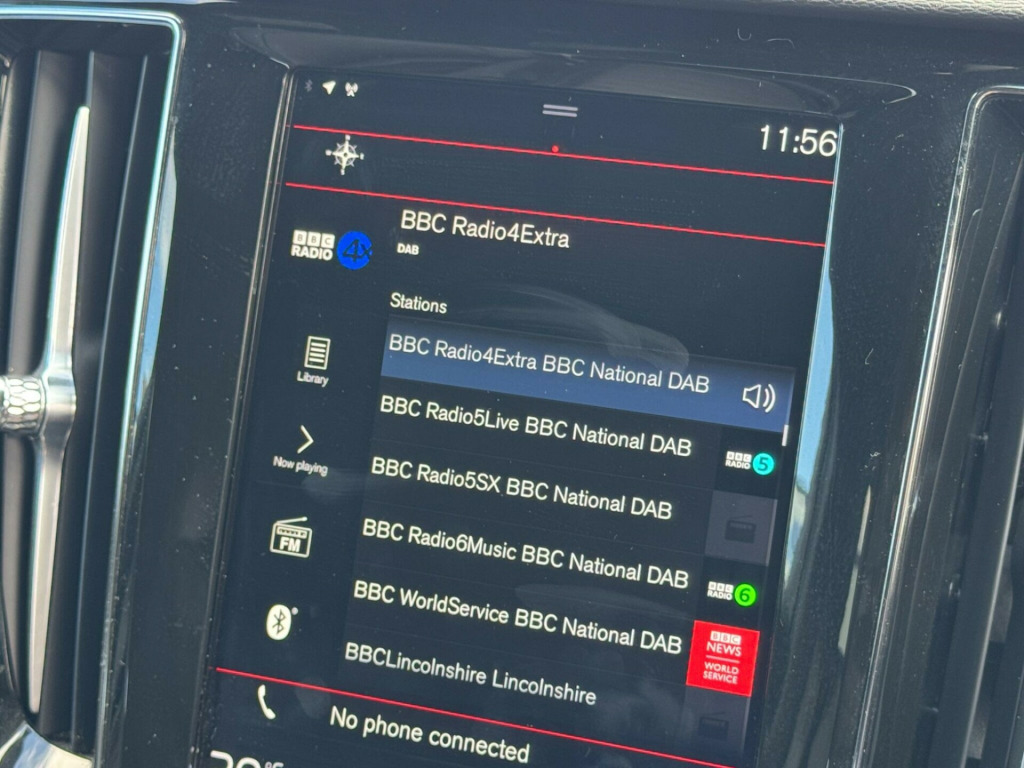 11:56
BBC
RADIO
4x
BBC Radio4Extra
DAB
Stations
BBC Radio4Extra BBC National DAB
Library
BBC Radio5Live BBC National DAB
BBC
RADIO
5
Now playing
BBC Radio5SX BBC National DAB
FM
BBC Radio6Music BBC National DAB
BBC
RADIO
6
BBC WorldService BBC National DAB
BBC
NEWS
WORLD
SERVICE
BBCLincolnshire Lincolnshire
No phone connected